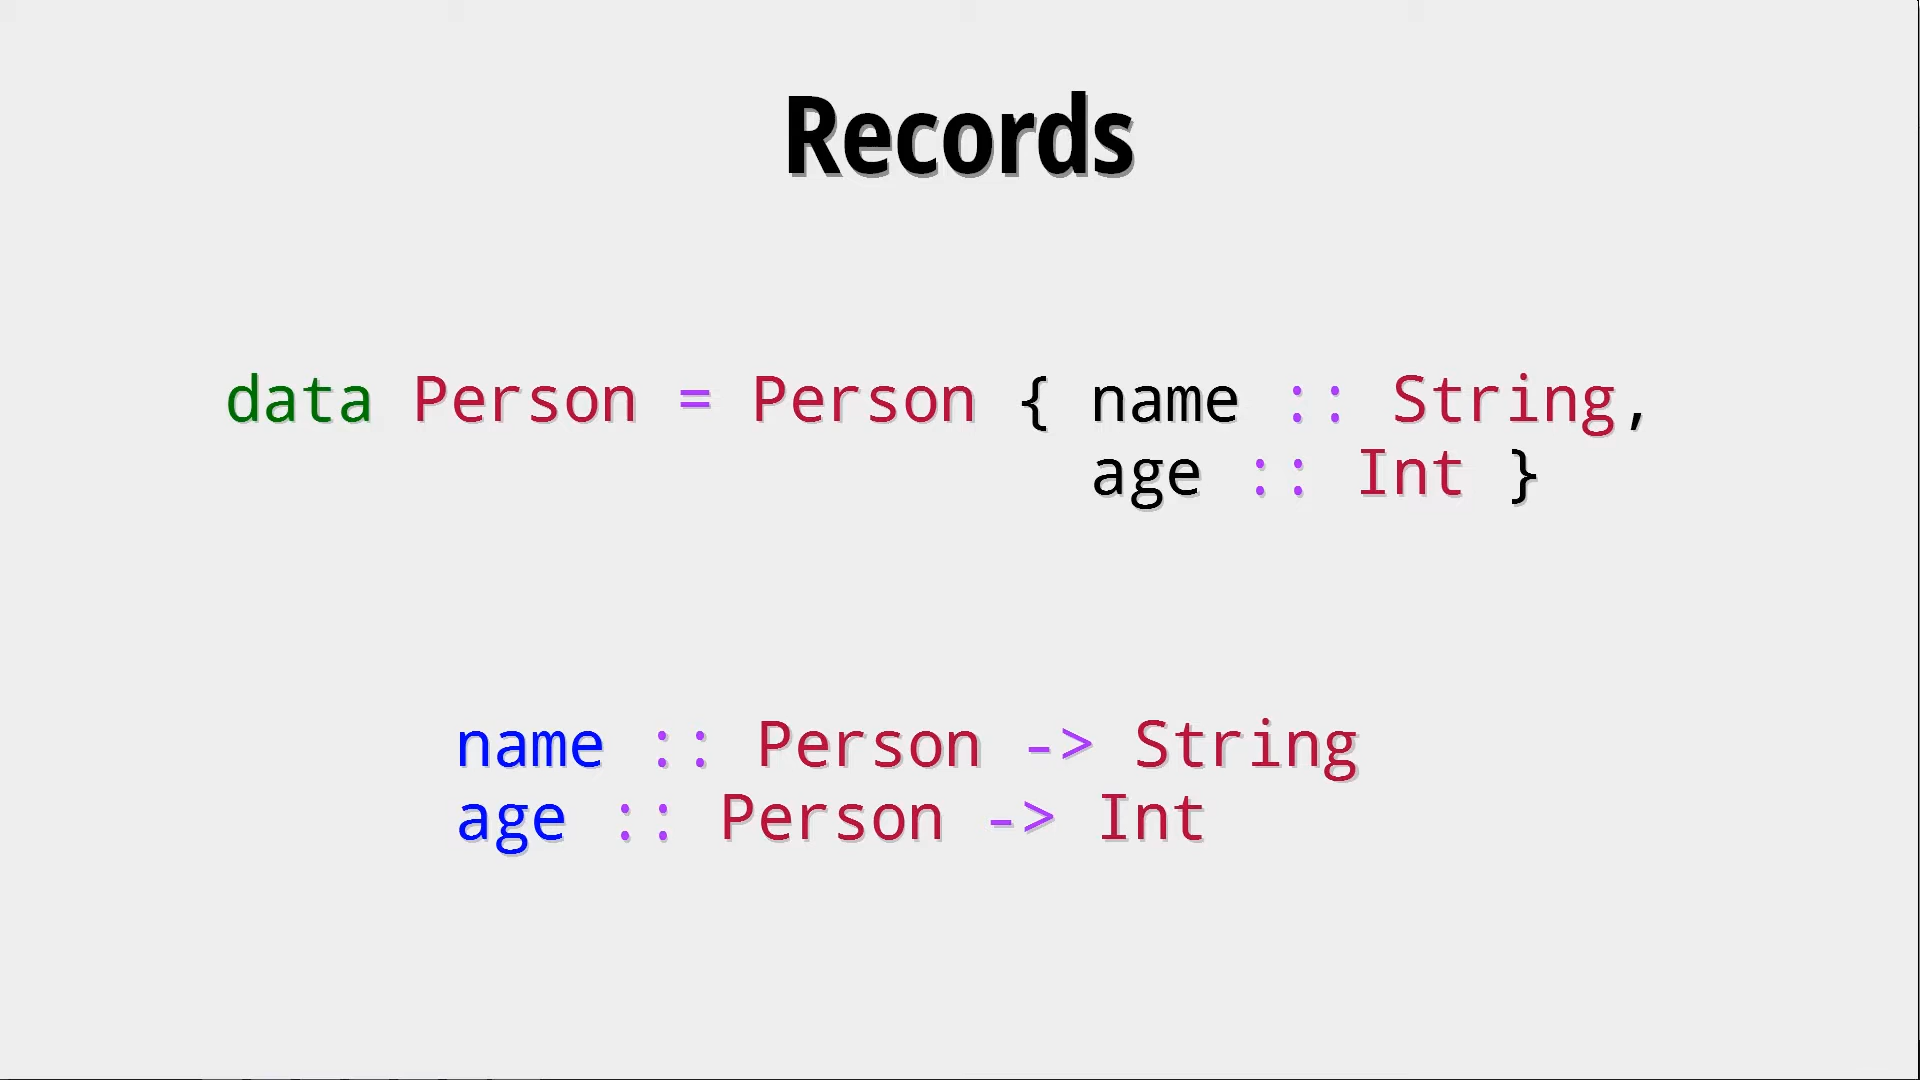 Records
data Person = Person { name :: String,
age :: Int }
name :: Person -> String
age :: Person -> Int